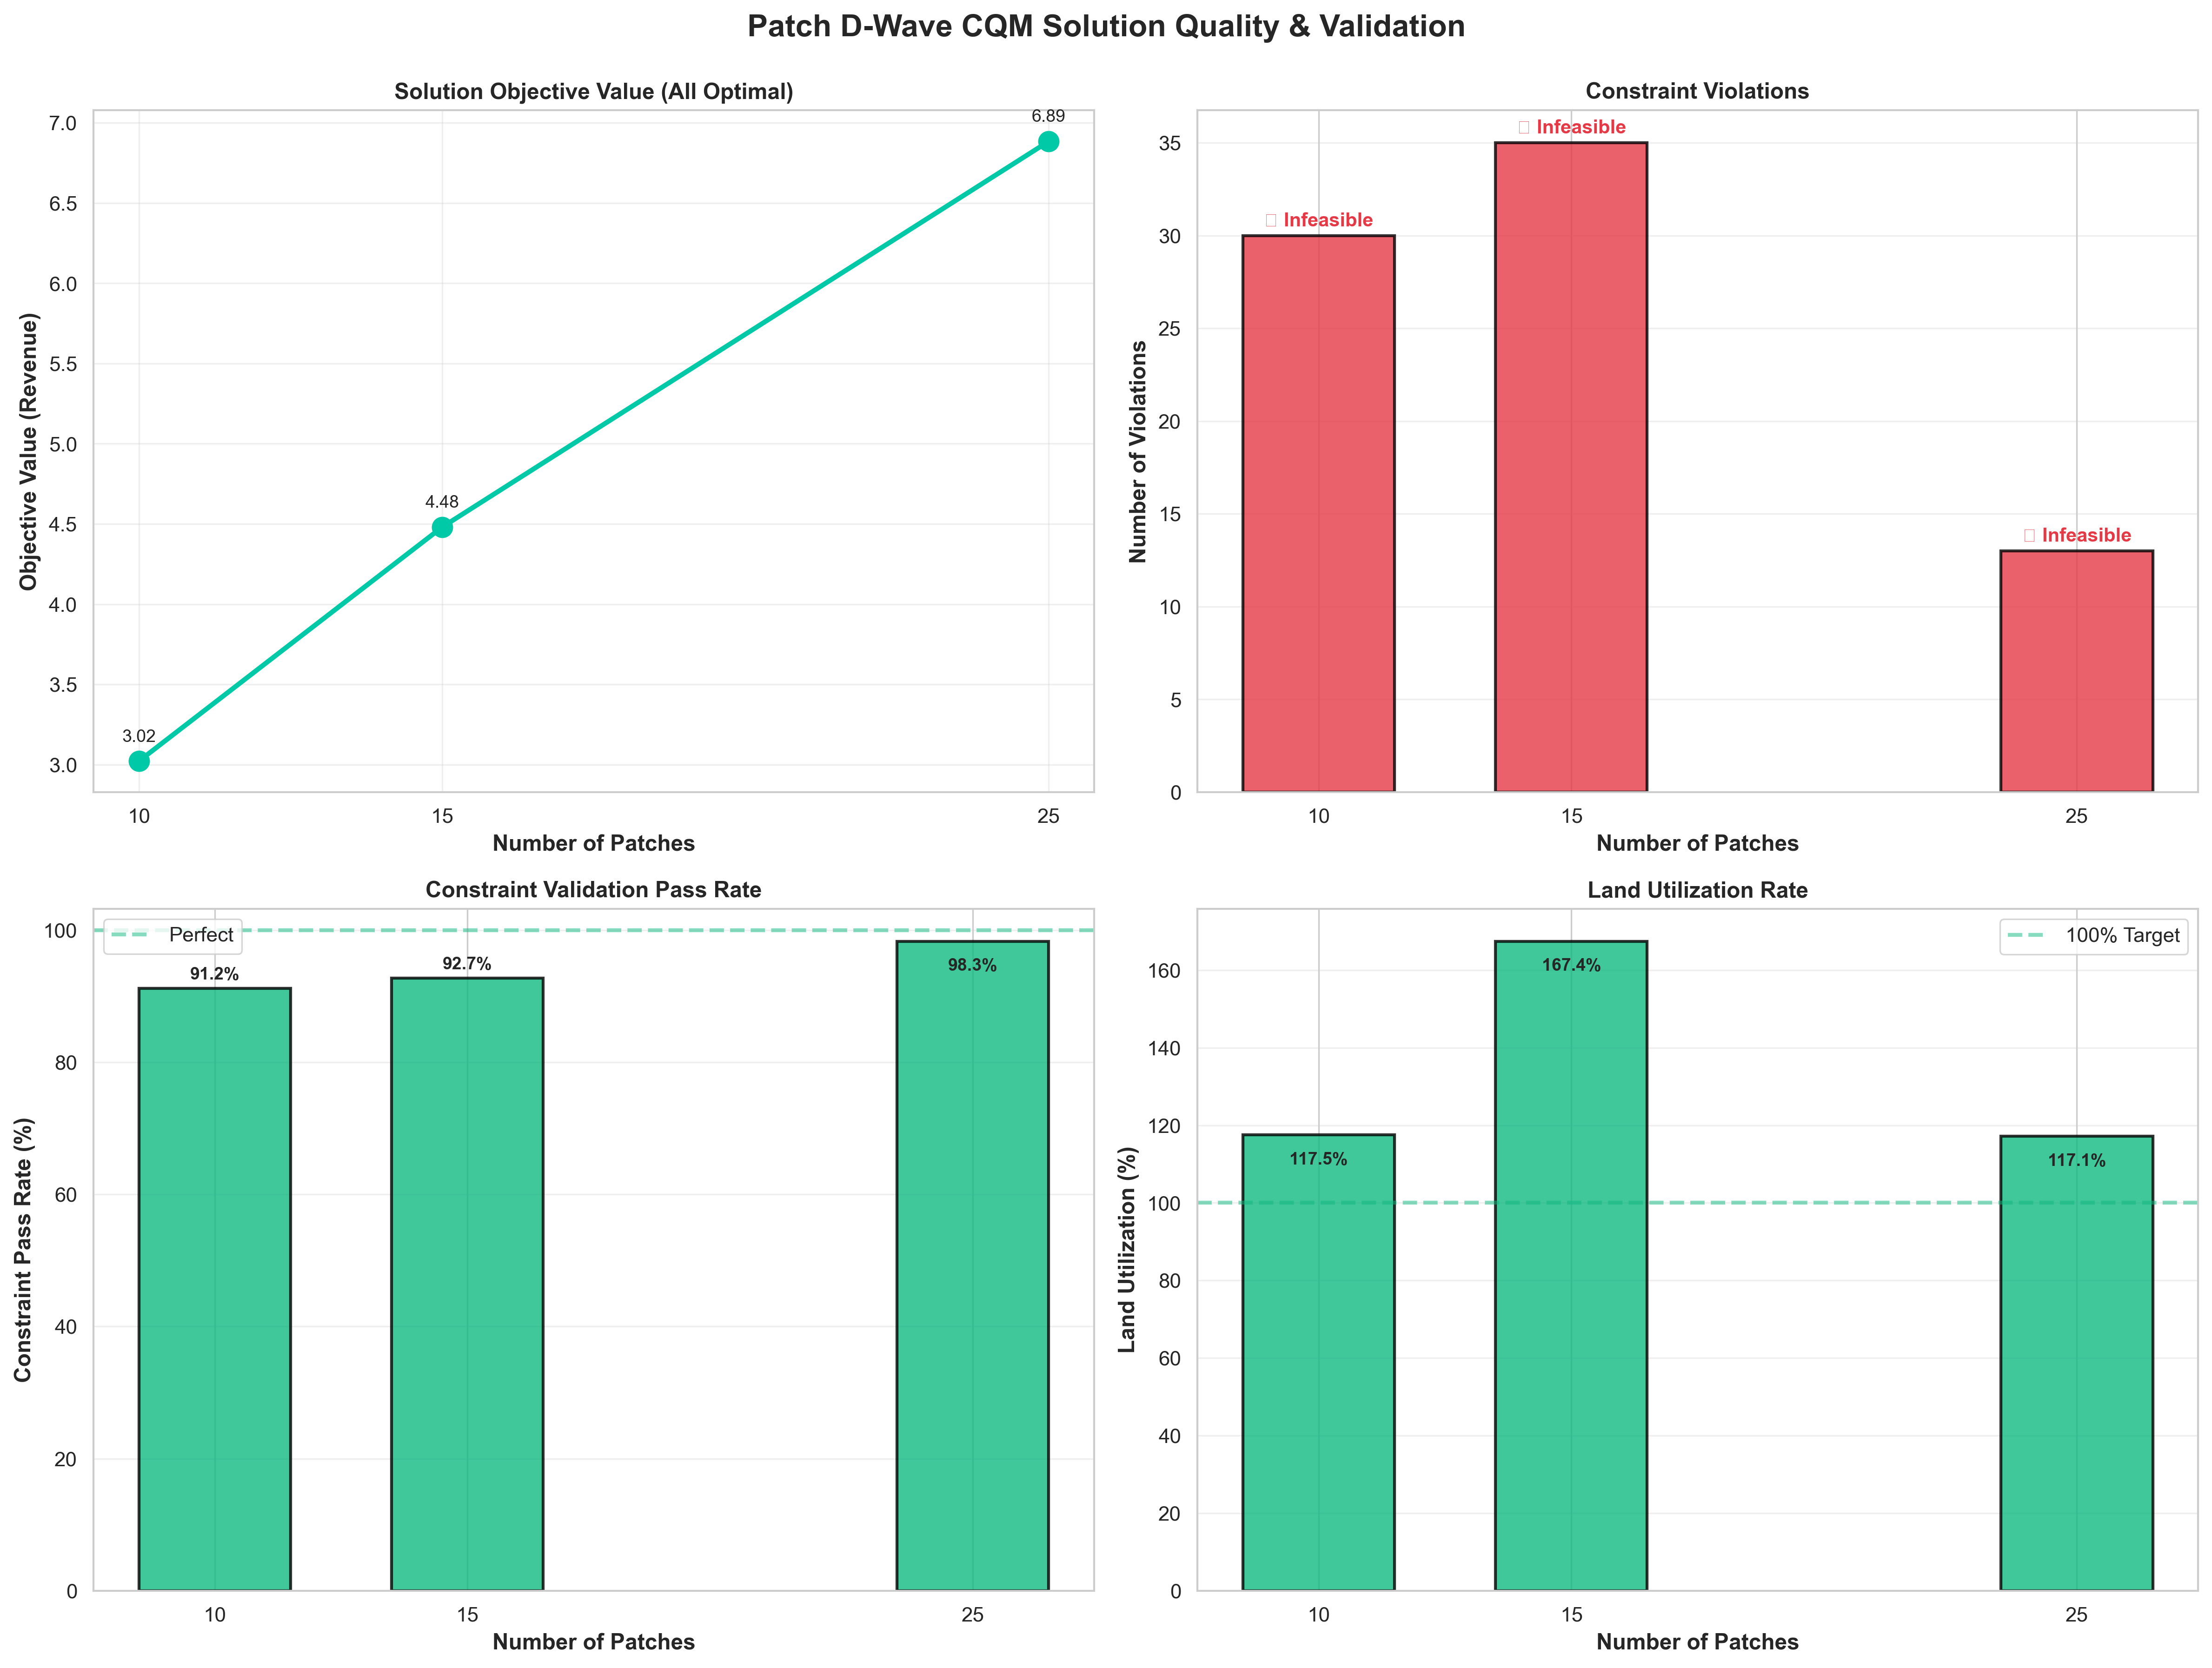 Patch D-Wave CQM Solution Quality & Validation
Solution Objective Value (All Optimal)
Objective Value (Revenue)
7.0
6.5
6.0
5.5
5.0
4.5
4.0
3.5
3.0
3.02
4.48
6.89
10
15
25
Number of Patches
Constraint Violations
Number of Violations
35
30
25
20
15
10
5
0
Infeasible
Infeasible
Infeasible
10
15
25
Number of Patches
Constraint Validation Pass Rate
Constraint Pass Rate (%)
100
80
60
40
20
0
Perfect
91.2%
92.7%
98.3%
10
15
25
Number of Patches
Land Utilization Rate
Land Utilization (%)
160
140
120
100
80
60
40
20
0
100% Target
117.5%
167.4%
117.1%
10
15
25
Number of Patches